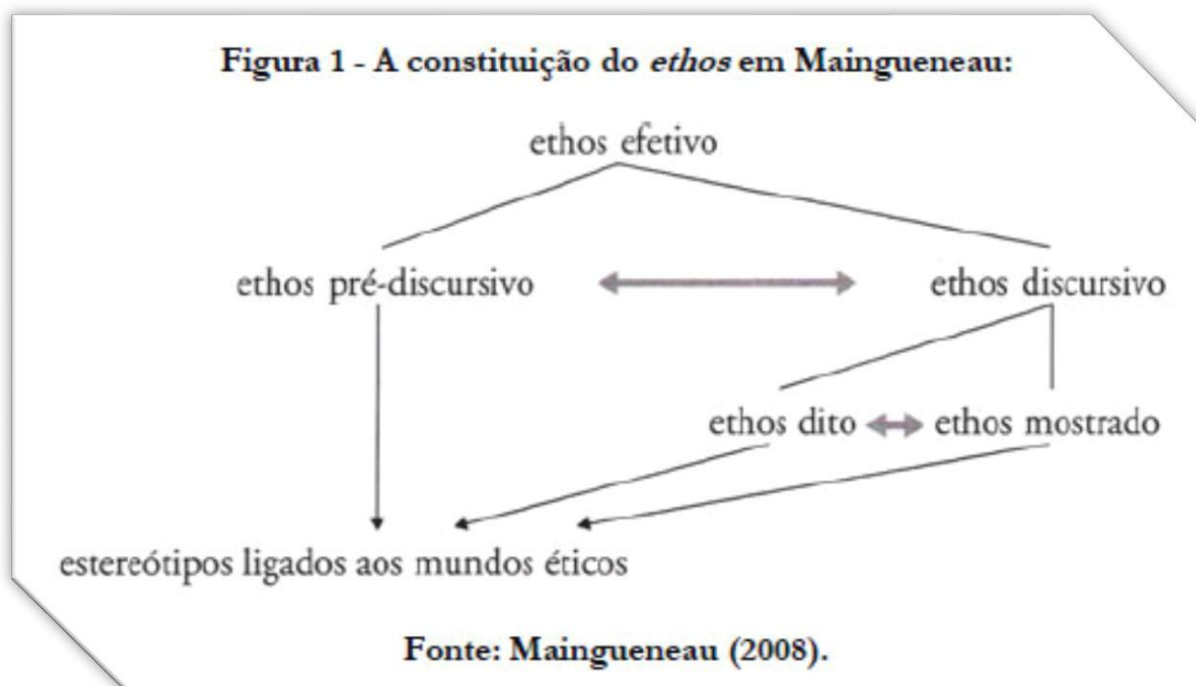 Figura 1 - A constituição do ethos em Maingueneau:
ethos efetivo
ethos pré-discursivo
ethos discursivo
ethos dito
ethos mostrado
estereótipos ligados aos mundos éticos
Fonte: Maingueneau (2008).